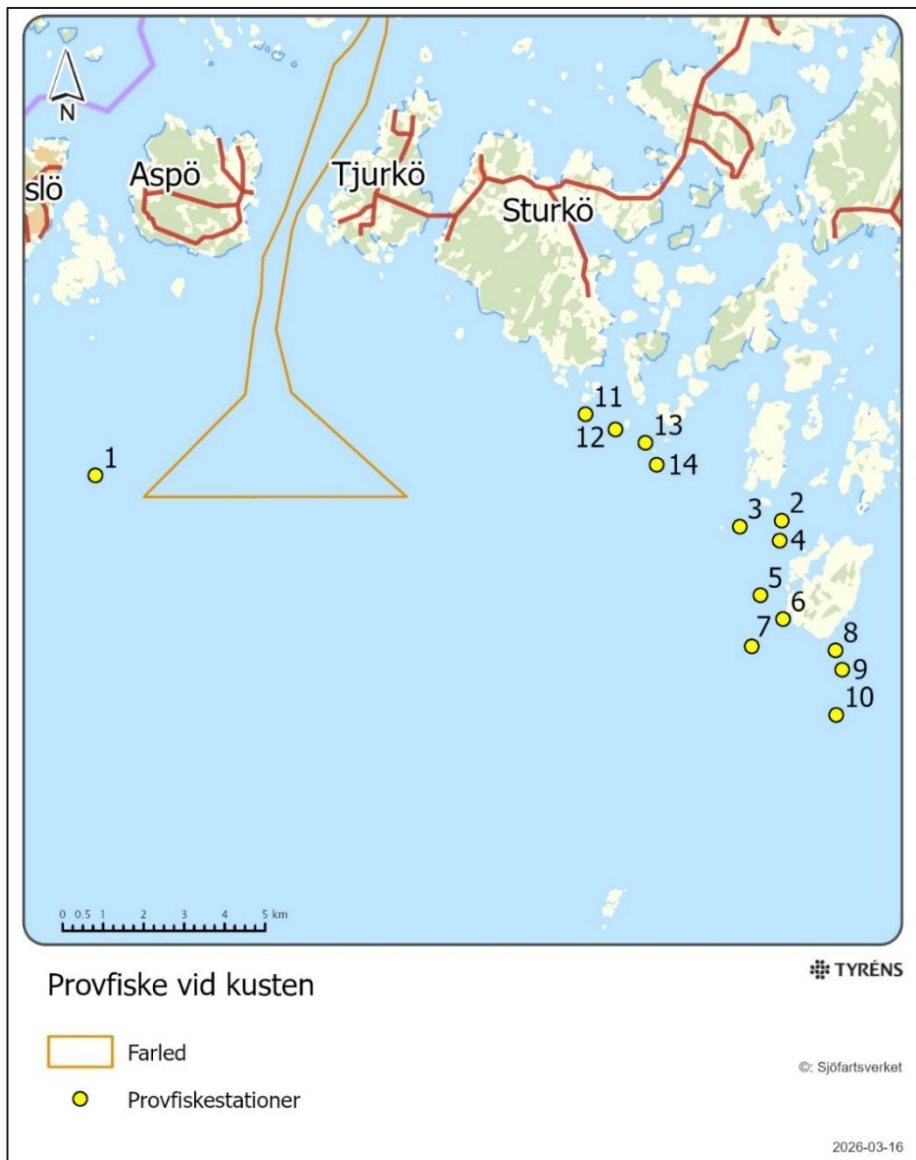 N
slö
Aspö
Tjurkö
Sturkö
11
12
13
14
1
3
2
4
5
6
7
8
9
10
0 0.5 1 2 3 4 5 km
Provfiske vid kusten
TYRÉNS
Farled
©: Sjöfartsverket
Provfiskestationer
2026-03-16